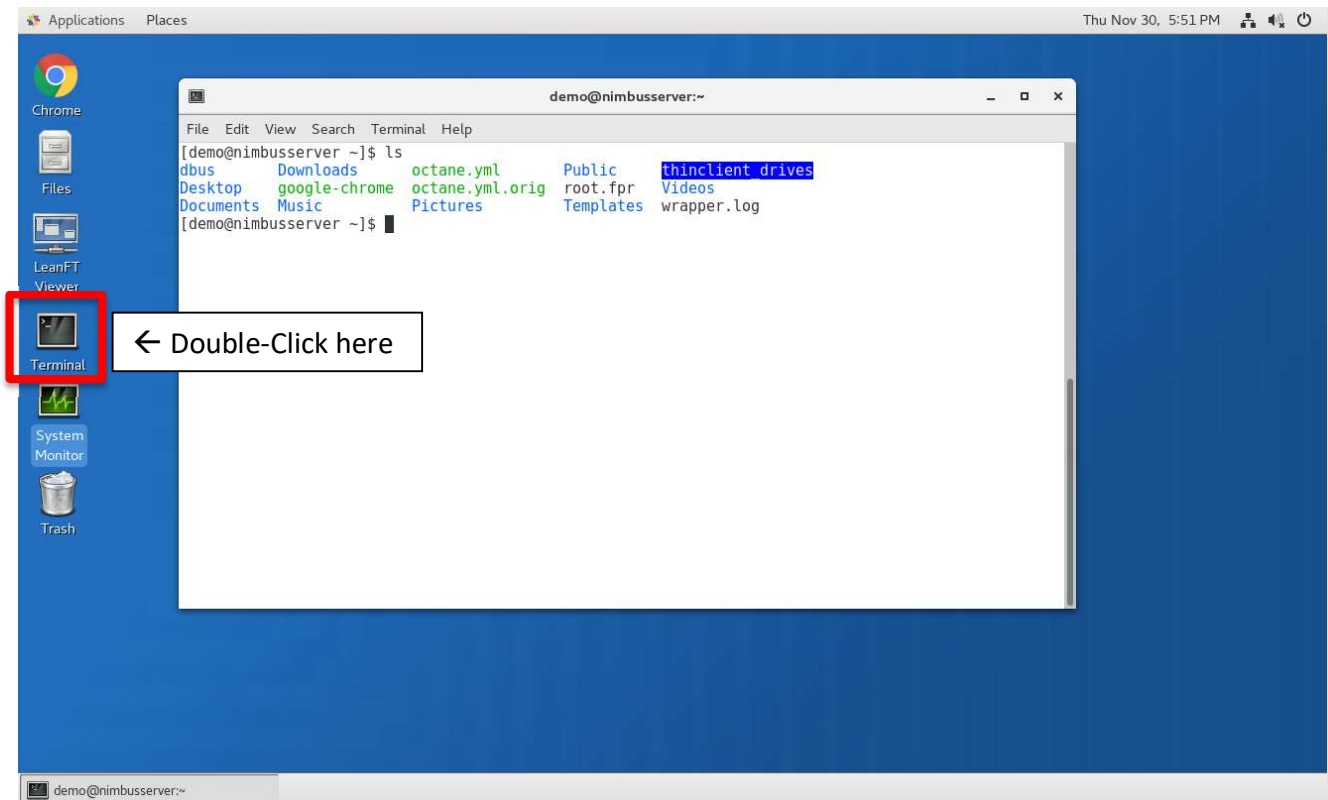 Applications Places Thu Nov 30, 5:51 PM
Chrome
Files
LeanFT
Viewer
Terminal
System
Monitor
Trash
demo@nimbusserver:~
File Edit View Search Terminal Help
[demo@nimbusserver ~]$ ls
dbus Downloads octane.yml Public thinclient_drives
Desktop google-chrome octane.yml.orig root.fpr Videos
Documents Music Pictures Templates wrapper.log
[demo@nimbusserver ~]$
← Double-Click here
demo@nimbusserver:~